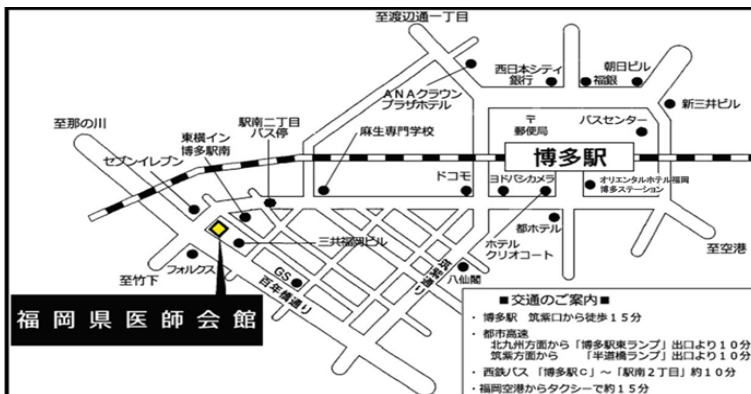 至渡辺通一丁目
西日本シティ
銀行
福銀
朝日ビル
新三井ビル
ANAクラウン
プラザホテル
駅南二丁目
バス停
至那の川
東横イン
博多駅南
麻生専門学校
〒
郵便局
バスセンター
セブンイレブン
博多駅
ドコモ
ヨドバシカメラ
オリエンタルホテル福岡
博多ステーション
都ホテル
三共福岡ビル
ホテル
クリオコート
至空港
フォルクス
至竹下
GS
百年橋通り
筑紫通り
八仙閣
福岡県医師会館
■交通のご案内■
・博多駅 筑紫口から徒歩15分
・都市高速
北九州方面から「博多駅東ランプ」出口より10分
筑紫方面から 「半道橋ランプ」出口より10分
・西鉄バス 「博多駅C」~「駅南2丁目」約10分
・福岡空港からタクシーで約15分